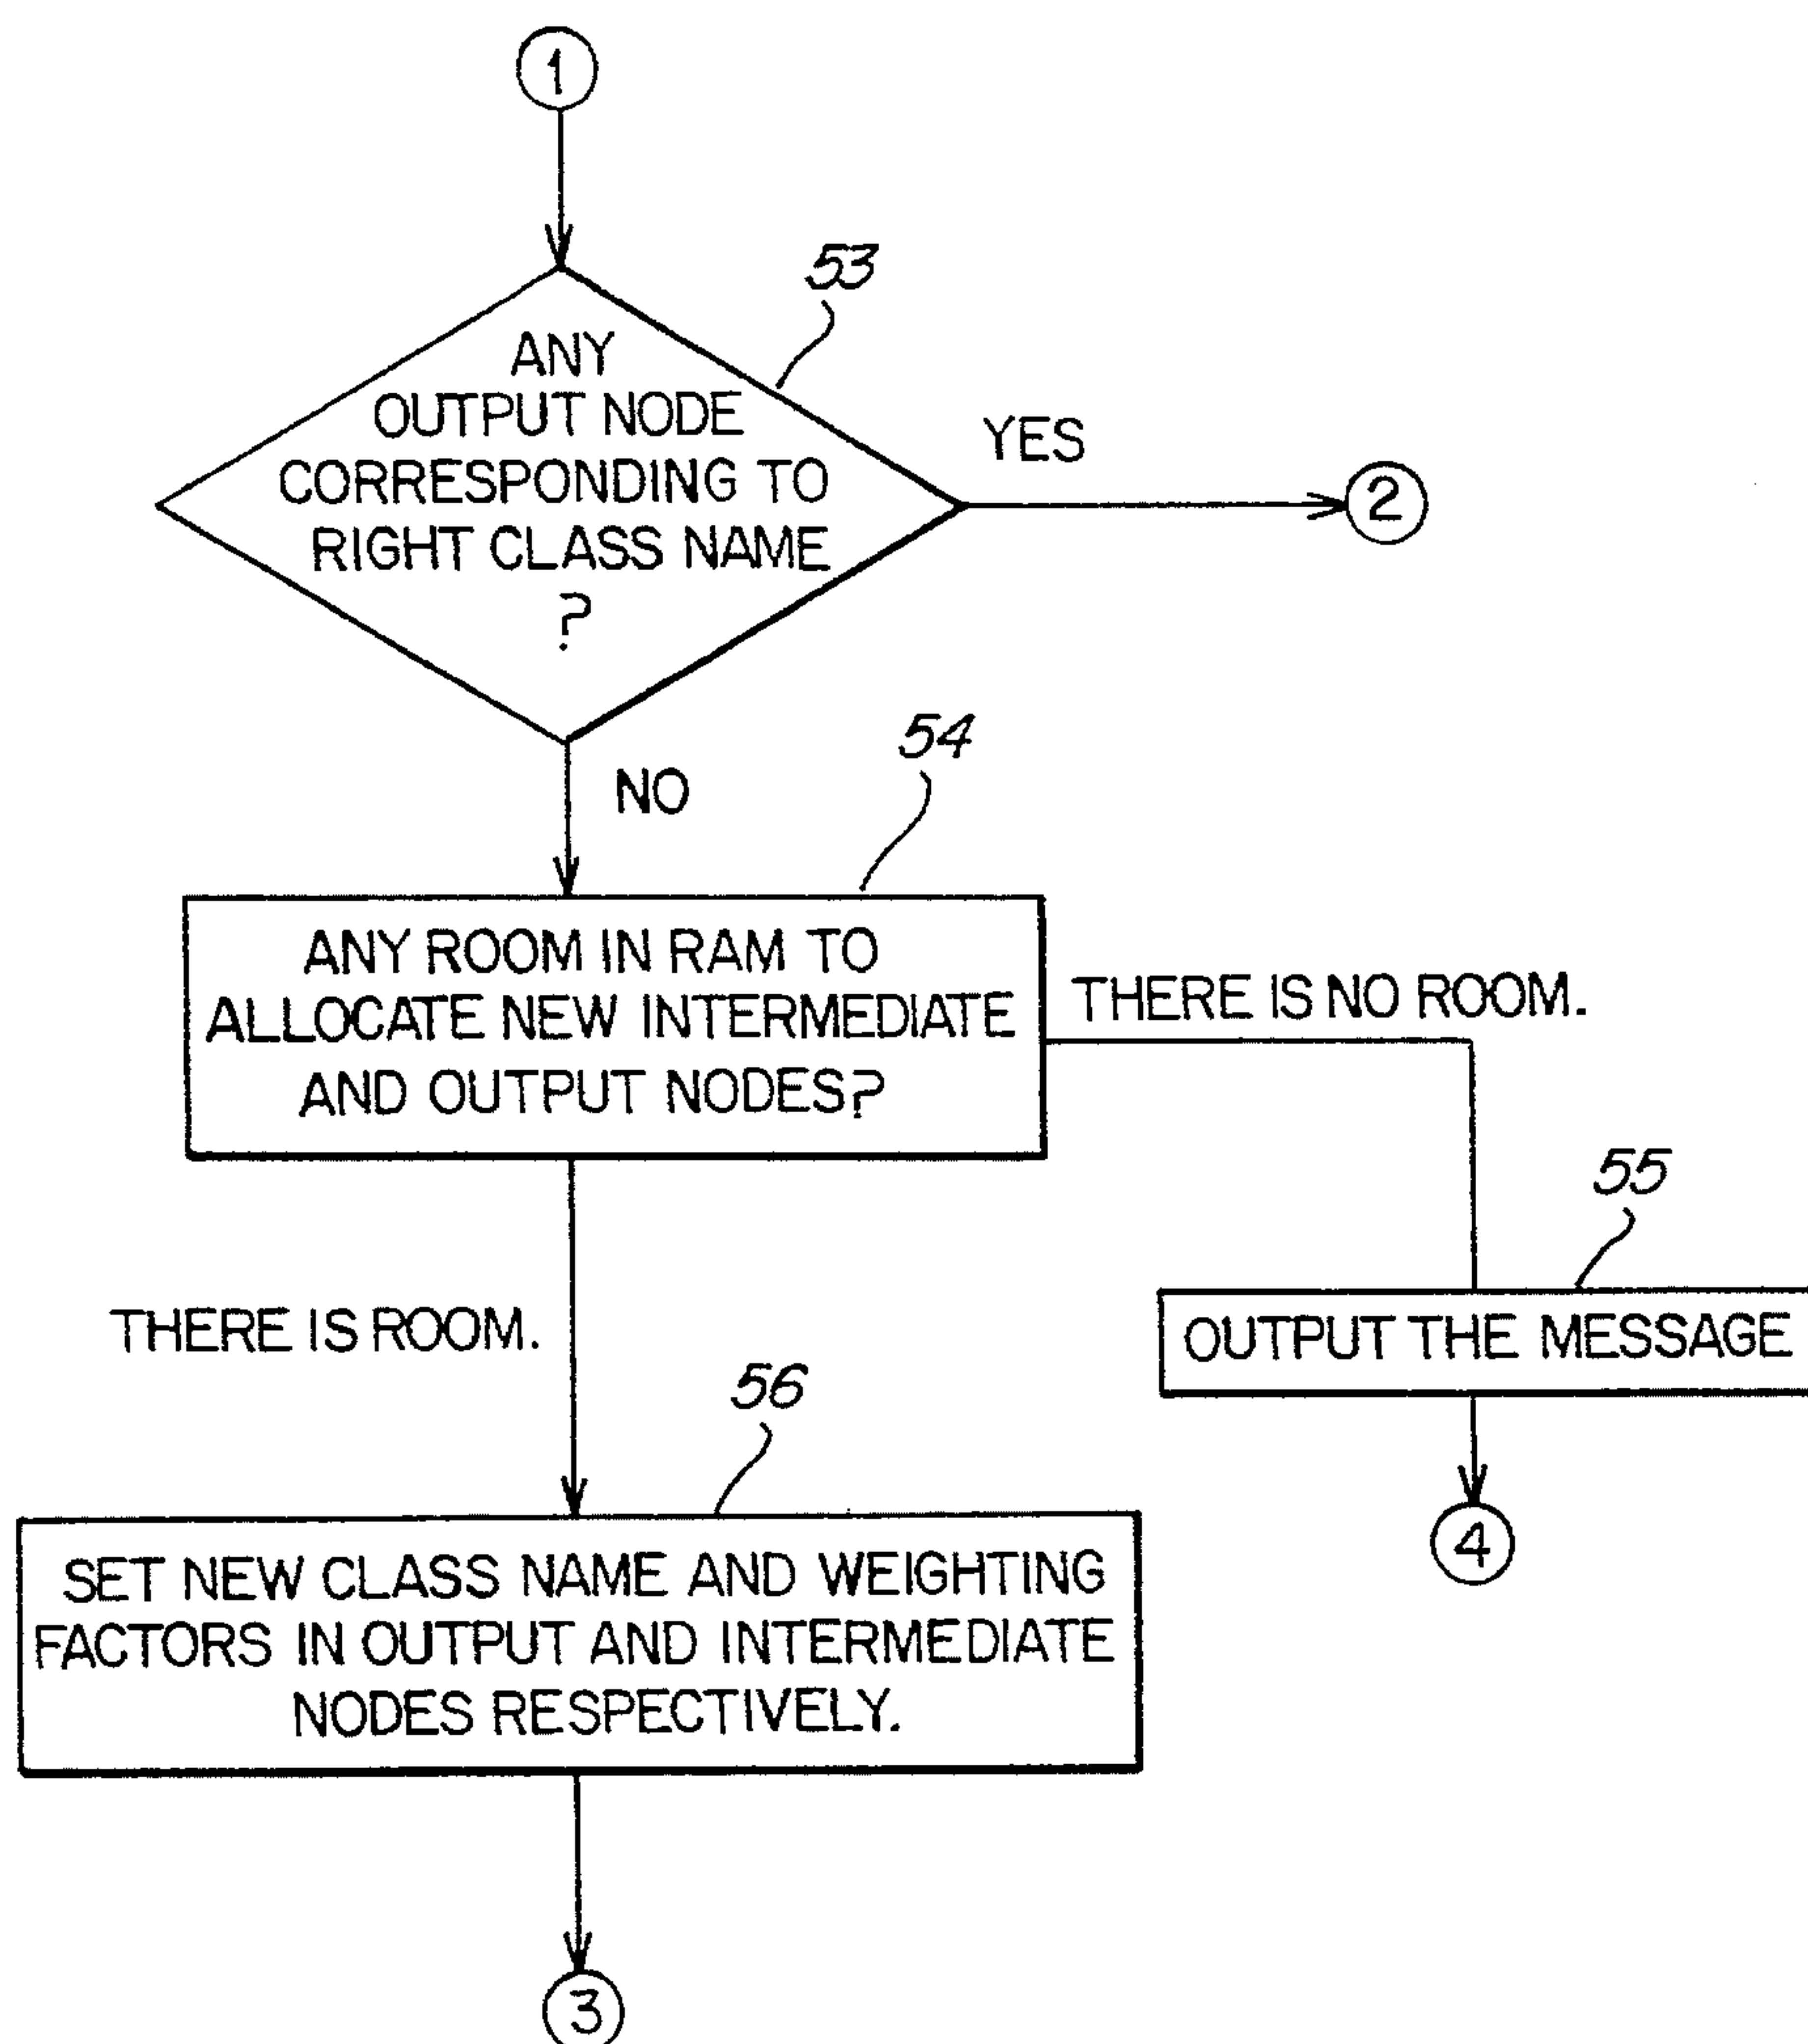 1
53
ANY
OUTPUT NODE
CORRESPONDING TO
RIGHT CLASS NAME
?
YES
2
NO
54
ANY ROOM IN RAM TO
ALLOCATE NEW INTERMEDIATE
AND OUTPUT NODES?
THERE IS NO ROOM.
55
OUTPUT THE MESSAGE
4
THERE IS ROOM.
56
SET NEW CLASS NAME AND WEIGHTING
FACTORS IN OUTPUT AND INTERMEDIATE
NODES RESPECTIVELY.
3